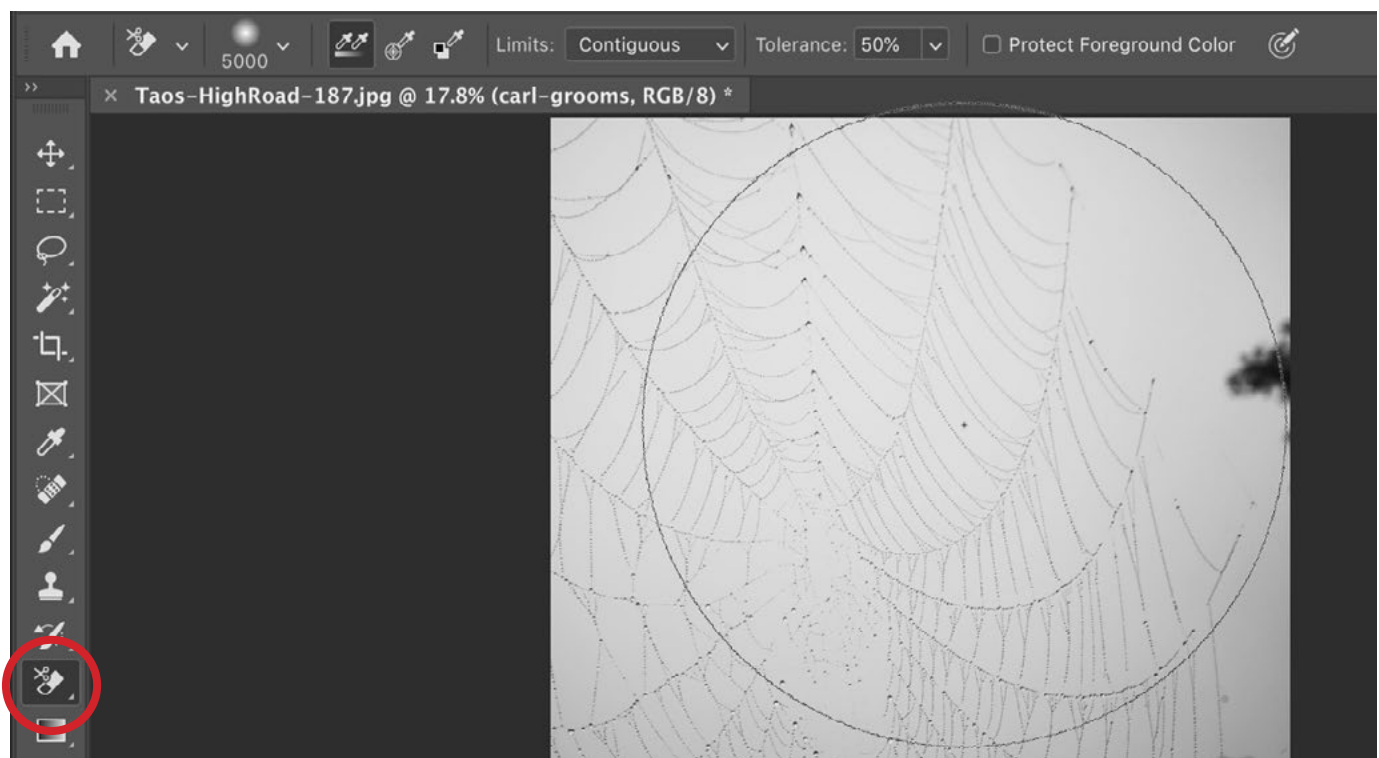 5000 Limits: Contiguous Tolerance: 50% Protect Foreground Color
Taos-HighRoad-187.jpg @ 17.8% (carl-grooms, RGB/8) *